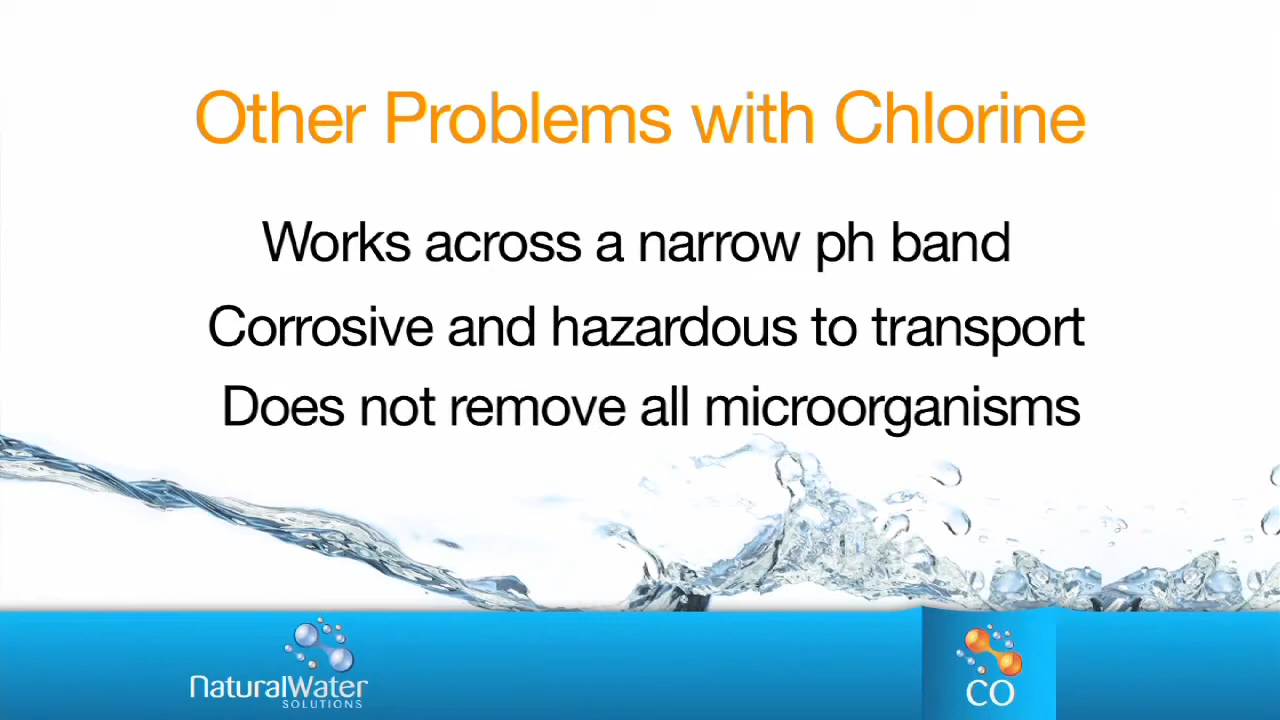 Other Problems with Chlorine
Works across a narrow ph band
Corrosive and hazardous to transport
Does not remove all microorganisms
NaturalWater
SOLUTIONS
CO